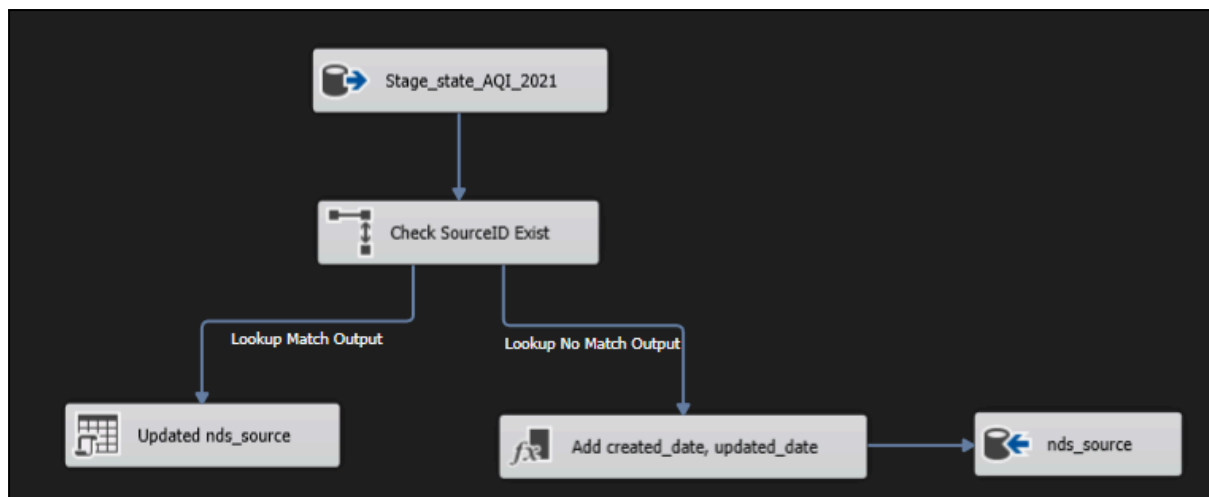 Stage_state_AQI_2021
Check SourceID Exist
Lookup Match Output
Lookup No Match Output
Updated nds_source
Add created_date, updated_date
nds_source